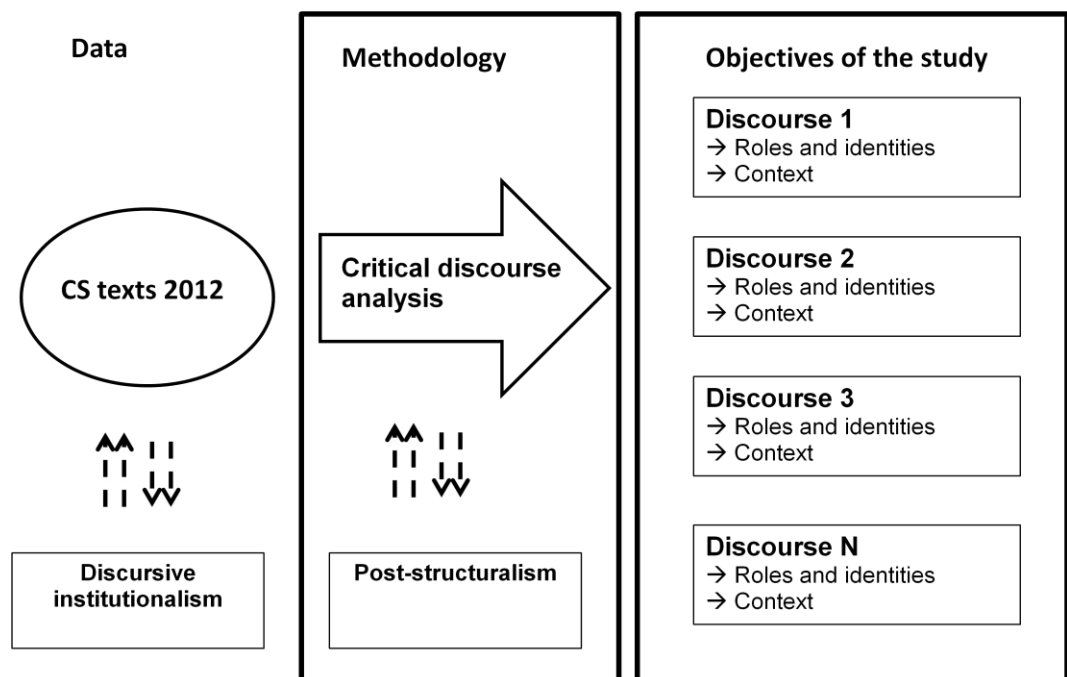 Data
CS texts 2012
Discursive
institutionalism
Methodology
Critical discourse
analysis
Post-structuralism
Objectives of the study
Discourse 1
→ Roles and identities
→ Context
Discourse 2
→ Roles and identities
→ Context
Discourse 3
→ Roles and identities
→ Context
Discourse N
→ Roles and identities
→ Context